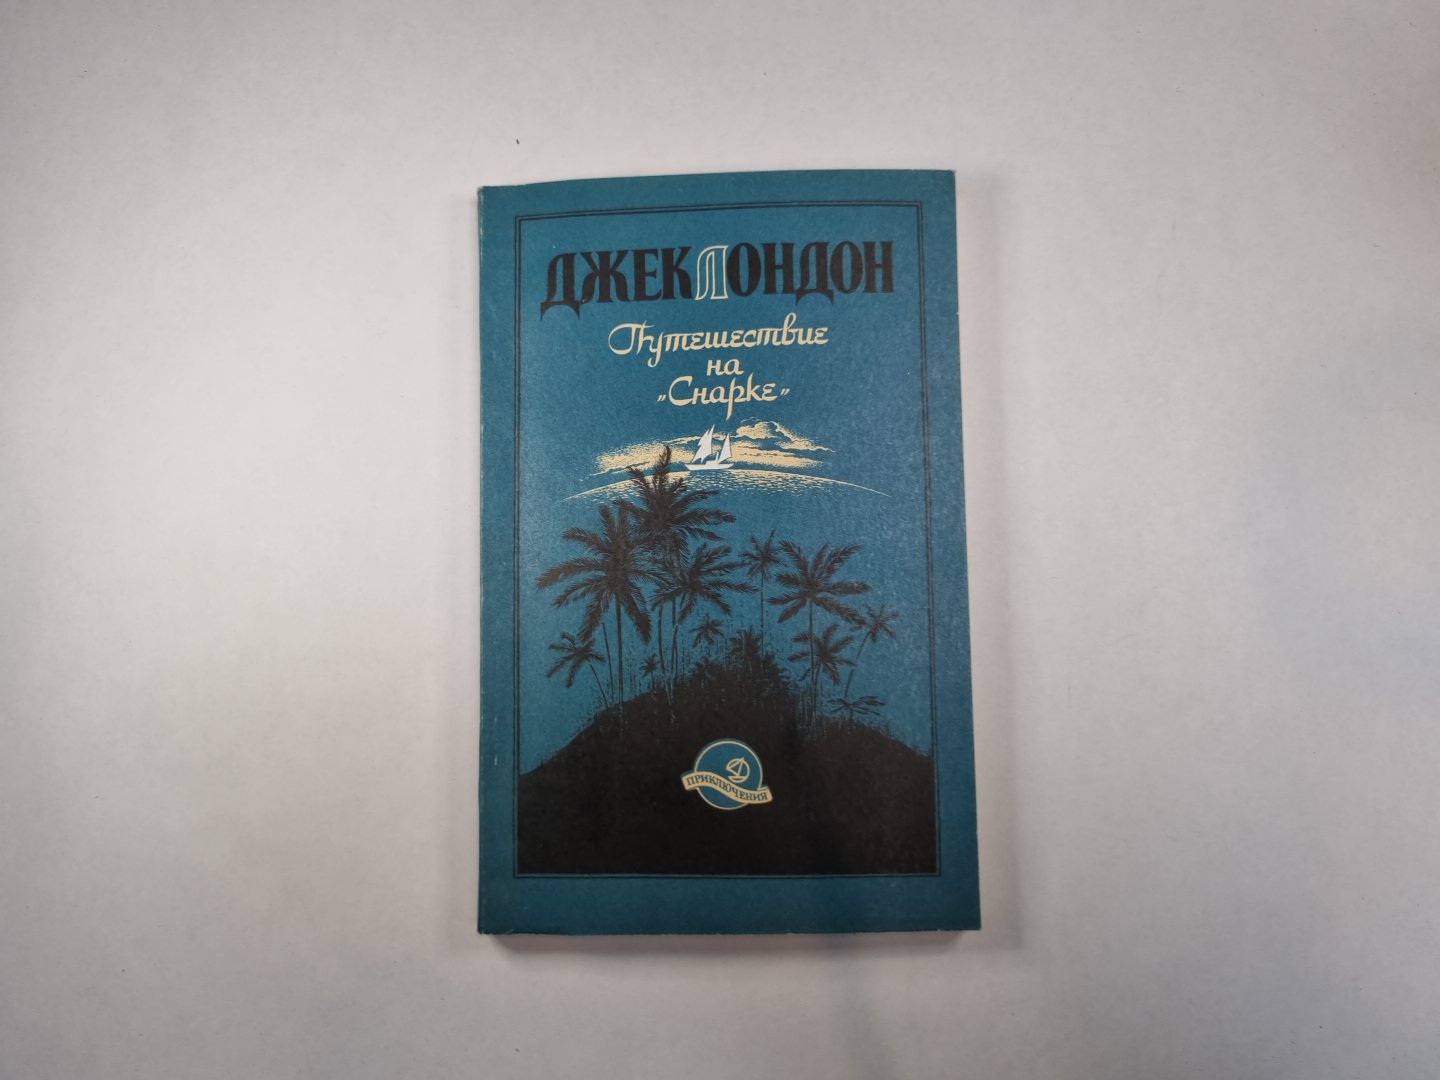 ДЖЕК ЛОНДОН
Путешествие
на
„Снарке"
ПРИКЛЮЧЕНИЯ